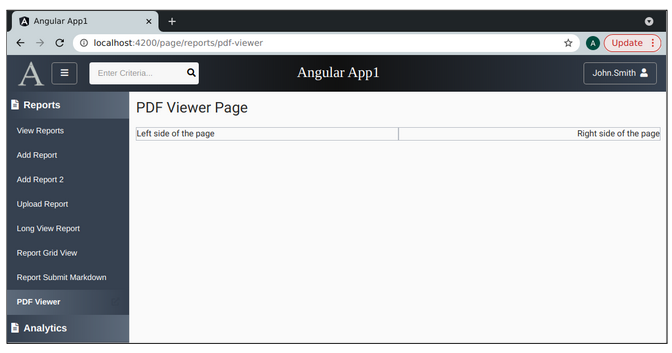 Angular App1
localhost:4200/page/reports/pdf-viewer
A
Update
A
Enter Criteria...
Angular App1
John.Smith
Reports
PDF Viewer Page
View Reports
Left side of the page
Right side of the page
Add Report
Add Report 2
Upload Report
Long View Report
Report Grid View
Report Submit Markdown
PDF Viewer
Analytics